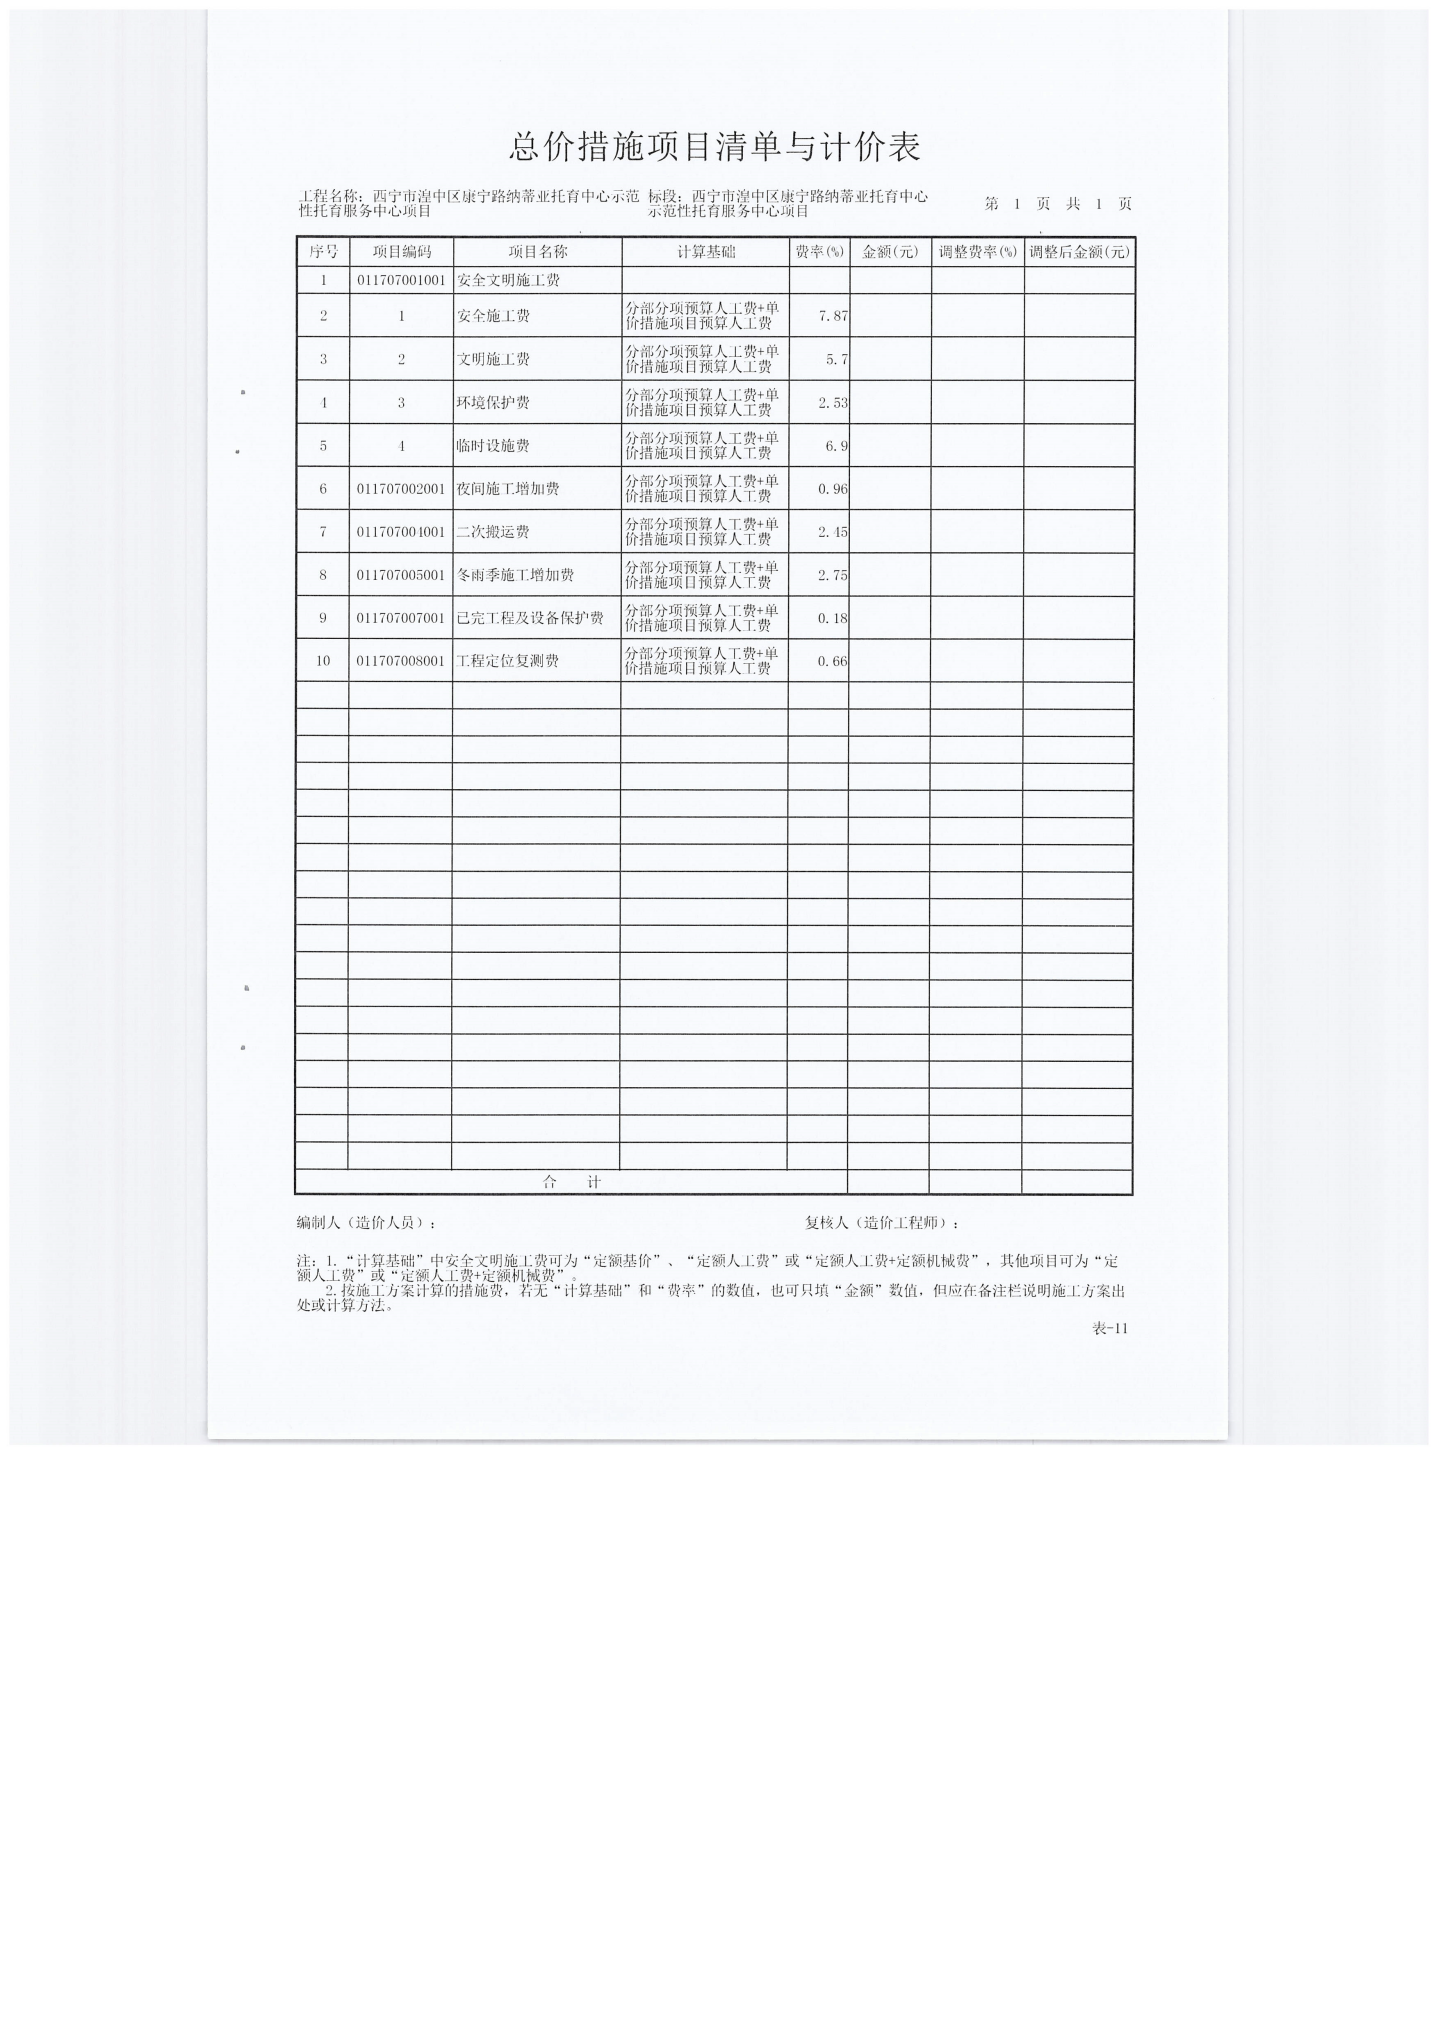 总价措施项目清单与计价表
工程名称：西宁市湟中区康宁路纳蒂亚托育中心示范 标段：西宁市湟中区康宁路纳蒂亚托育中心 第 1 页 共 1 页
性托育服务中心项目 示范性托育服务中心项目
序号 项目编码 项目名称 计算基础 费率(%) 金额(元) 调整费率(%) 调整后金额(元)
1 011707001001 安全文明施工费
2 1 安全施工费 分部分项预算人工费+单 7.87
价措施项目预算人工费
3 2 文明施工费 分部分项预算人工费+单 5.7
价措施项目预算人工费
4 3 环境保护费 分部分项预算人工费+单 2.53
价措施项目预算人工费
5 4 临时设施费 分部分项预算人工费+单 6.9
价措施项目预算人工费
6 011707002001 夜间施工增加费 分部分项预算人工费+单 0.96
价措施项目预算人工费
7 011707004001 二次搬运费 分部分项预算人工费+单 2.45
价措施项目预算人工费
8 011707005001 冬雨季施工增加费 分部分项预算人工费+单 2.75
价措施项目预算人工费
9 011707007001 已完工程及设备保护费 分部分项预算人工费+单 0.18
价措施项目预算人工费
10 011707008001 工程定位复测费 分部分项预算人工费+单 0.66
价措施项目预算人工费
合 计
编制人（造价人员）： 复核人（造价工程师）：
注：1.“计算基础”中安全文明施工费可为“定额基价”、“定额人工费”或“定额人工费+定额机械费”，其他项目可为“定
额人工费”或“定额人工费+定额机械费”。
2.按施工方案计算的措施费，若无“计算基础”和“费率”的数值，也可只填“金额”数值，但应在备注栏说明施工方案出
处或计算方法。
表-11